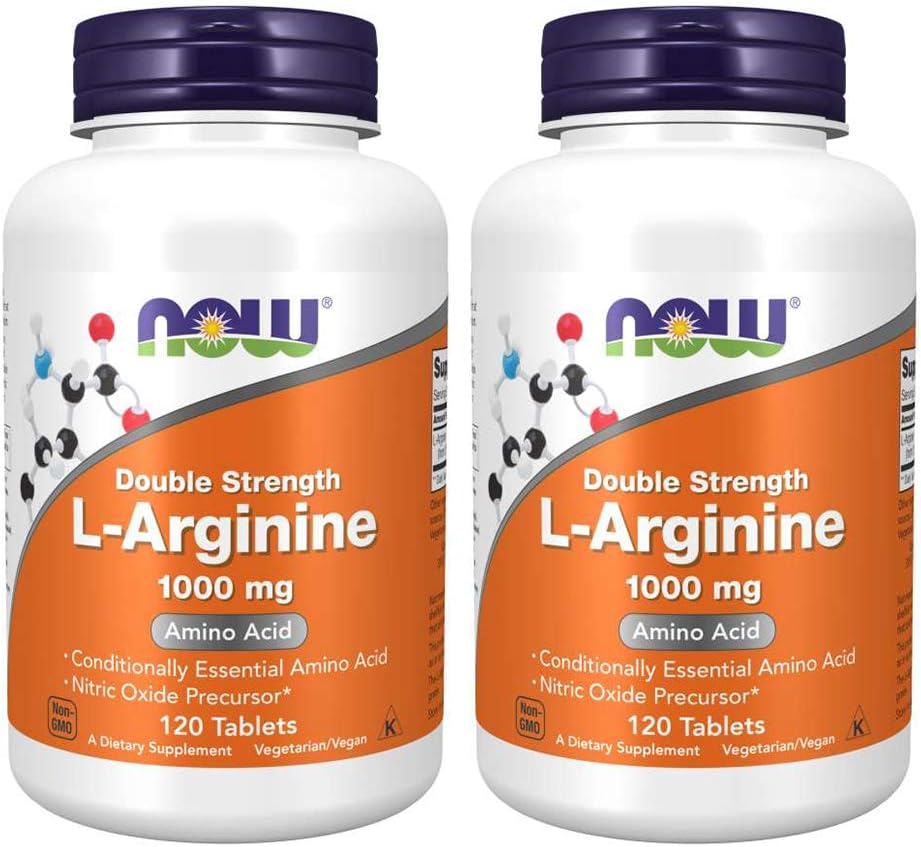 NOW®
Double Strength
L-Arginine
1000 mg
Amino Acid
• Conditionally Essential Amino Acid
• Nitric Oxide Precursor*
120 Tablets
Non-
GMO
A Dietary Supplement
Vegetarian/Vegan
K
NOW®
Double Strength
L-Arginine
1000 mg
Amino Acid
• Conditionally Essential Amino Acid
• Nitric Oxide Precursor*
120 Tablets
Non-
GMO
A Dietary Supplement
Vegetarian/Vegan
K